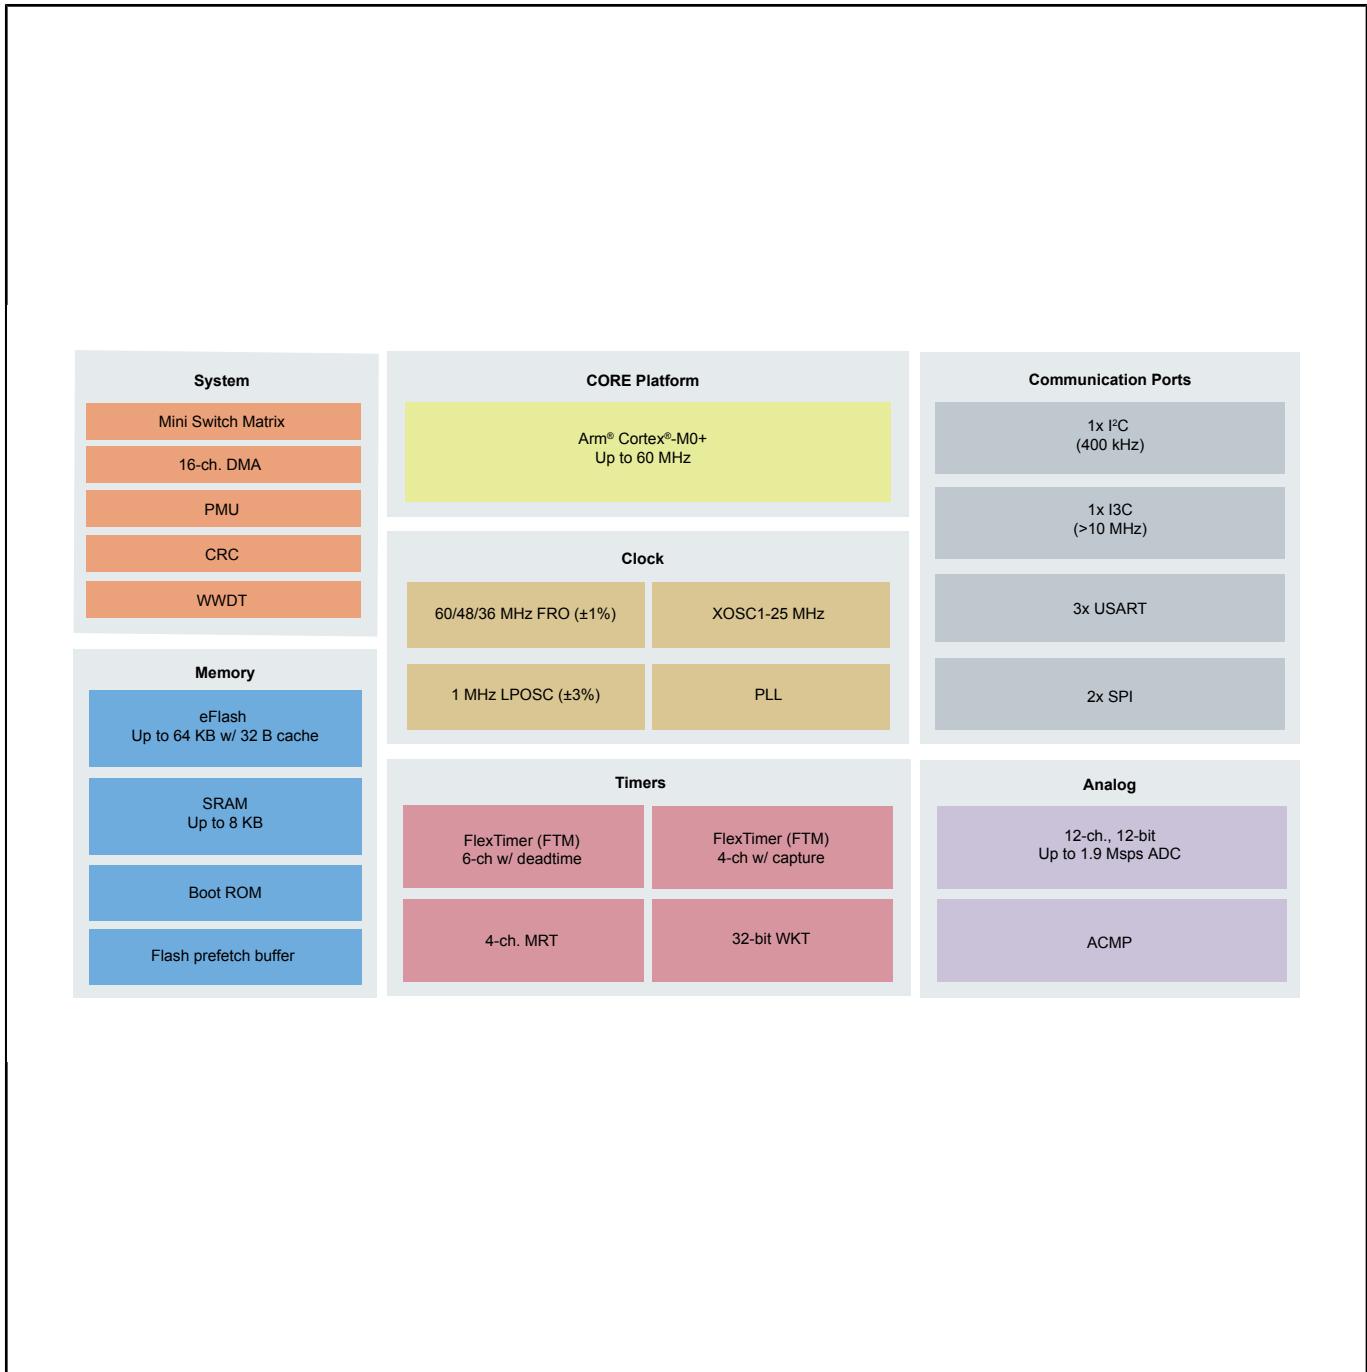 System
Mini Switch Matrix
16-ch. DMA
PMU
CRC
WWDT
Memory
eFlash
Up to 64 KB w/ 32 B cache
SRAM
Up to 8 KB
Boot ROM
Flash prefetch buffer
CORE Platform
Arm® Cortex®-M0+
Up to 60 MHz
Clock
60/48/36 MHz FRO (±1%)
XOSC1-25 MHz
1 MHz LPOSC (±3%)
PLL
Timers
FlexTimer (FTM)
6-ch w/ deadtime
FlexTimer (FTM)
4-ch w/ capture
4-ch. MRT
32-bit WKT
Communication Ports
1x I²C
(400 kHz)
1x I3C
(>10 MHz)
3x USART
2x SPI
Analog
12-ch., 12-bit
Up to 1.9 Msps ADC
ACMP